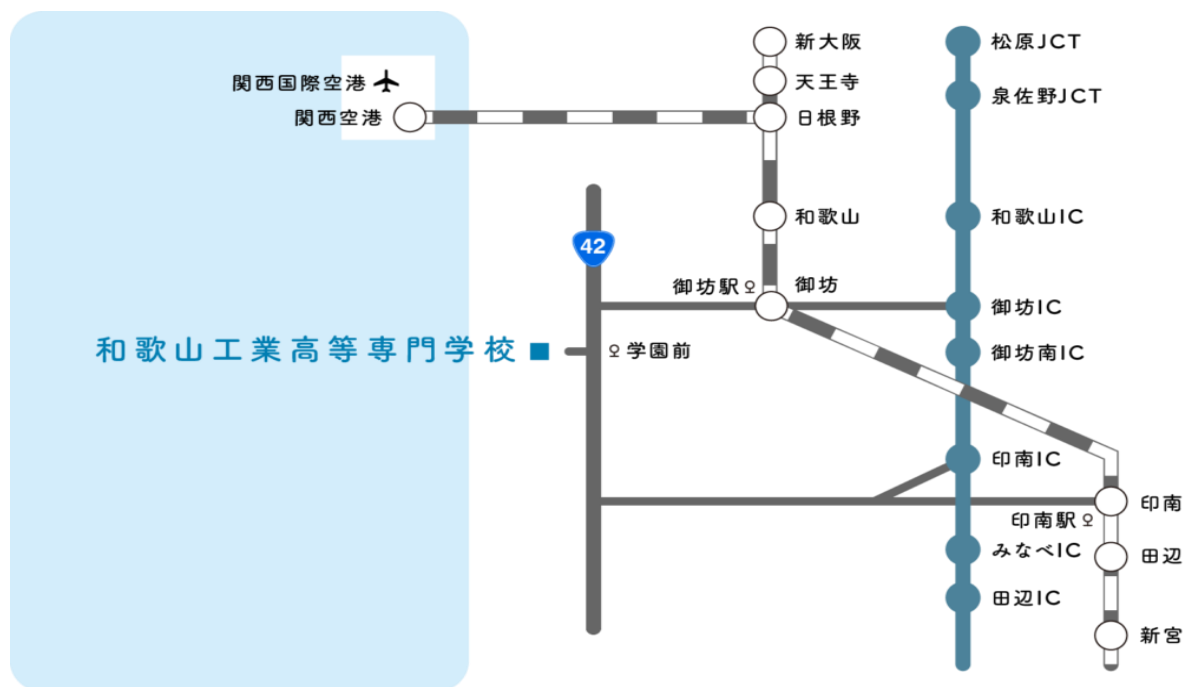 関西国際空港
関西空港
新大阪
天王寺
日根野
和歌山
御坊駅
御坊
42
和歌山工業高等専門学校
学園前
松原JCT
泉佐野JCT
和歌山IC
御坊IC
御坊南IC
印南IC
印南
印南駅
みなべIC
田辺
田辺IC
新宮